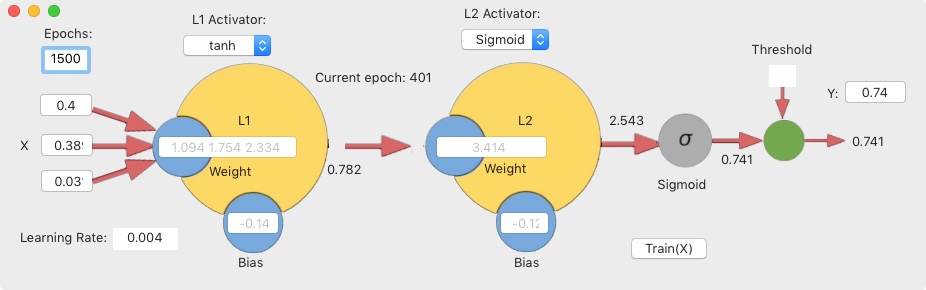 L1 Activator:
L2 Activator:
Epochs:
tanh
Sigmoid
1500
Threshold
Current epoch: 401
Y: 0.74
0.4
L1
L2
2.543
X 0.38
1.094 1.754 2.334
3.414
σ
0.741
0.741
Weight
0.782
Weight
0.03
Sigmoid
-0.14
-0.12
Learning Rate: 0.004
Train(X)
Bias
Bias